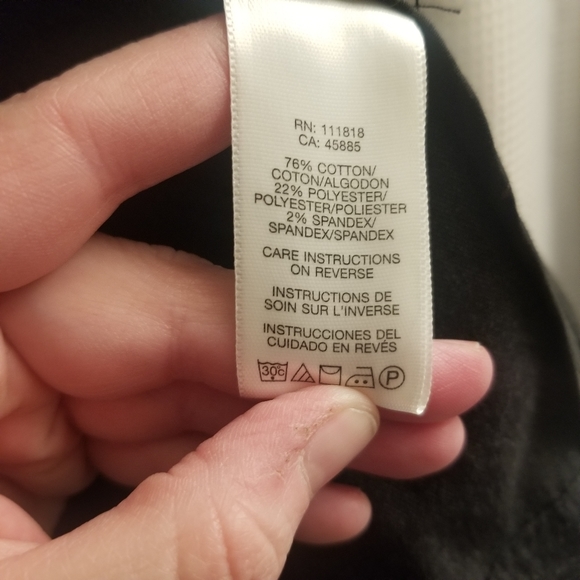 RN: 111818
CA: 45885
76% COTTON/
COTON/ALGODON
22% POLYESTER/
POLYESTER/POLIESTER
2% SPANDEX/
SPANDEX/SPANDEX
CARE INSTRUCTIONS
ON REVERSE
INSTRUCTIONS DE
SOIN SUR L'INVERSE
INSTRUCCIONES DEL
CUIDADO EN REVÉS
30C P